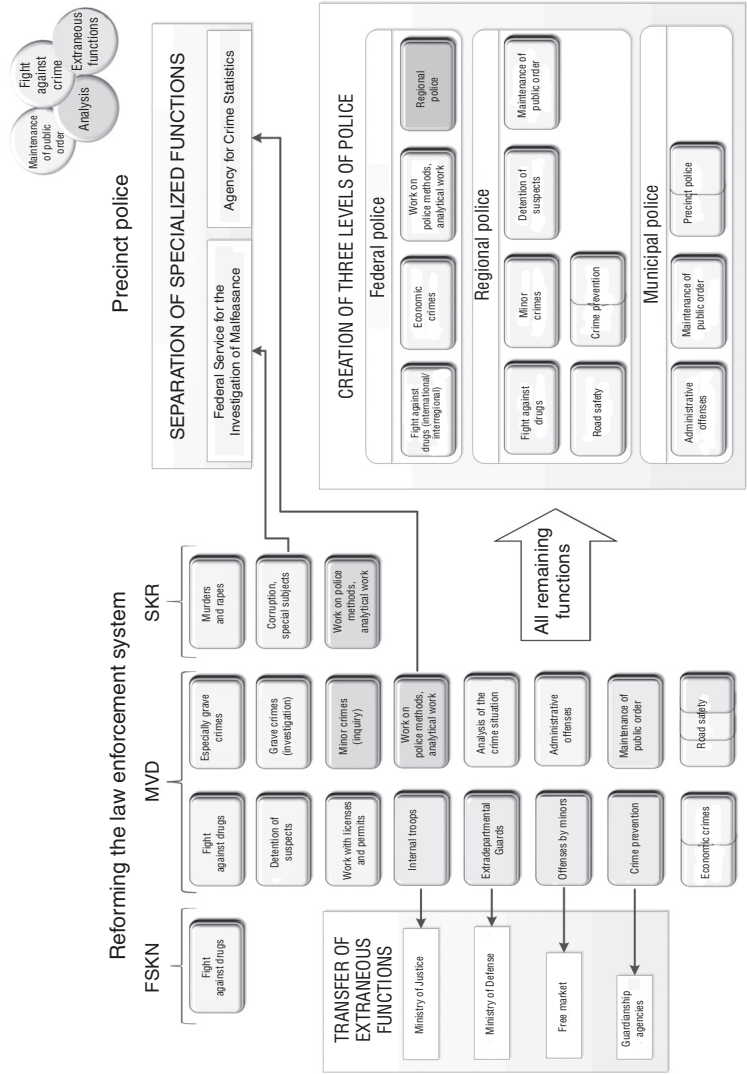 Reforming the law enforcement system
FSKN
MVD
SKR
Fight
against drugs
Fight
against drugs
Detention of
suspects
Work with licenses
and permits
Internal troops
Extradepartmental
Guards
Offenses by minors
Crime prevention
Economic crimes
Especially grave
crimes
Grave crimes
(investigation)
Minor crimes
(inquiry)
Work on
police methods,
analytical work
Analysis of the
crime situation
Administrative
offenses
Maintenance of
public order
Road safety
Murders
and rapes
Corruption,
special subjects
Work on police
methods,
analytical work
TRANSFER OF
EXTRANEOUS
FUNCTIONS
Ministry of Justice
Ministry of Defense
Free market
Guardianship
agencies
All remaining
functions
Precinct police
Maintenance
of public
order
Fight
against
crime
Analysis
Extraneous
functions
SEPARATION OF SPECIALIZED FUNCTIONS
Federal Service for the
Investigation of Malfeasance
Agency for Crime Statistics
CREATION OF THREE LEVELS OF POLICE
Federal police
Fight against
drugs (international/
interregional)
Economic
crimes
Work on
police methods,
analytical work
Regional
police
Regional police
Fight against
drugs
Minor
crimes
Detention of
suspects
Maintenance of
public order
Road safety
Crime prevention
Municipal police
Administrative
offenses
Maintenance of
public order
Precinct police